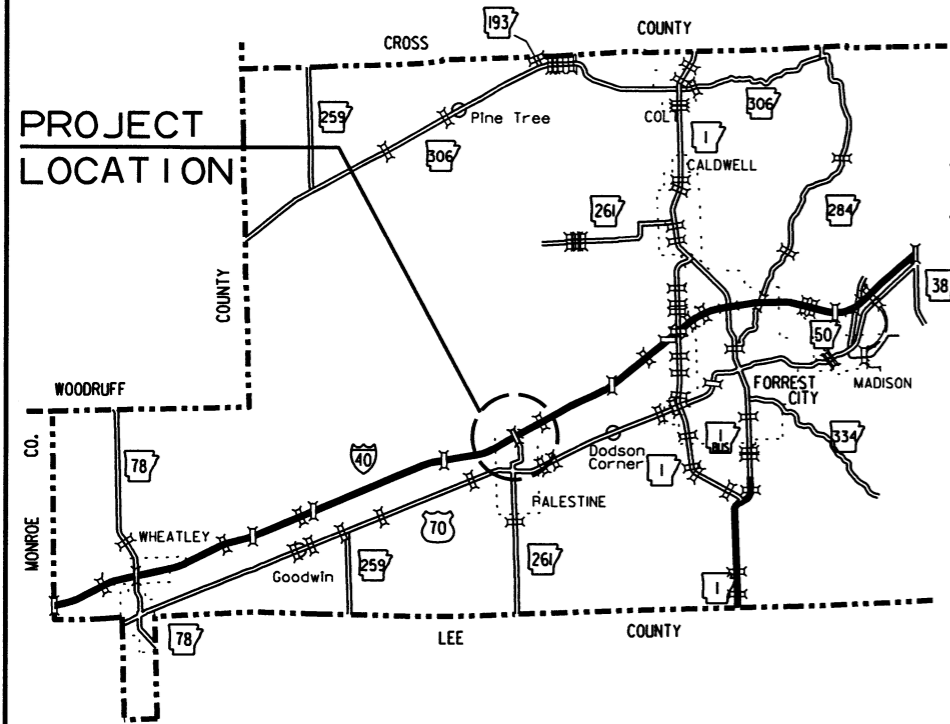 193
CROSS
COUNTY
PROJECT
LOCATION
259
Pine Tree
306
COLT
306
1
CALDWELL
261
284
COUNTY
38
50
WOODRUFF
FORREST
CITY
MADISON
MONROE CO.
78
40
Dodson
Corner
1
1
BUS
334
PALESTINE
WHEATLEY
70
Goodwin
259
261
1
78
LEE
COUNTY